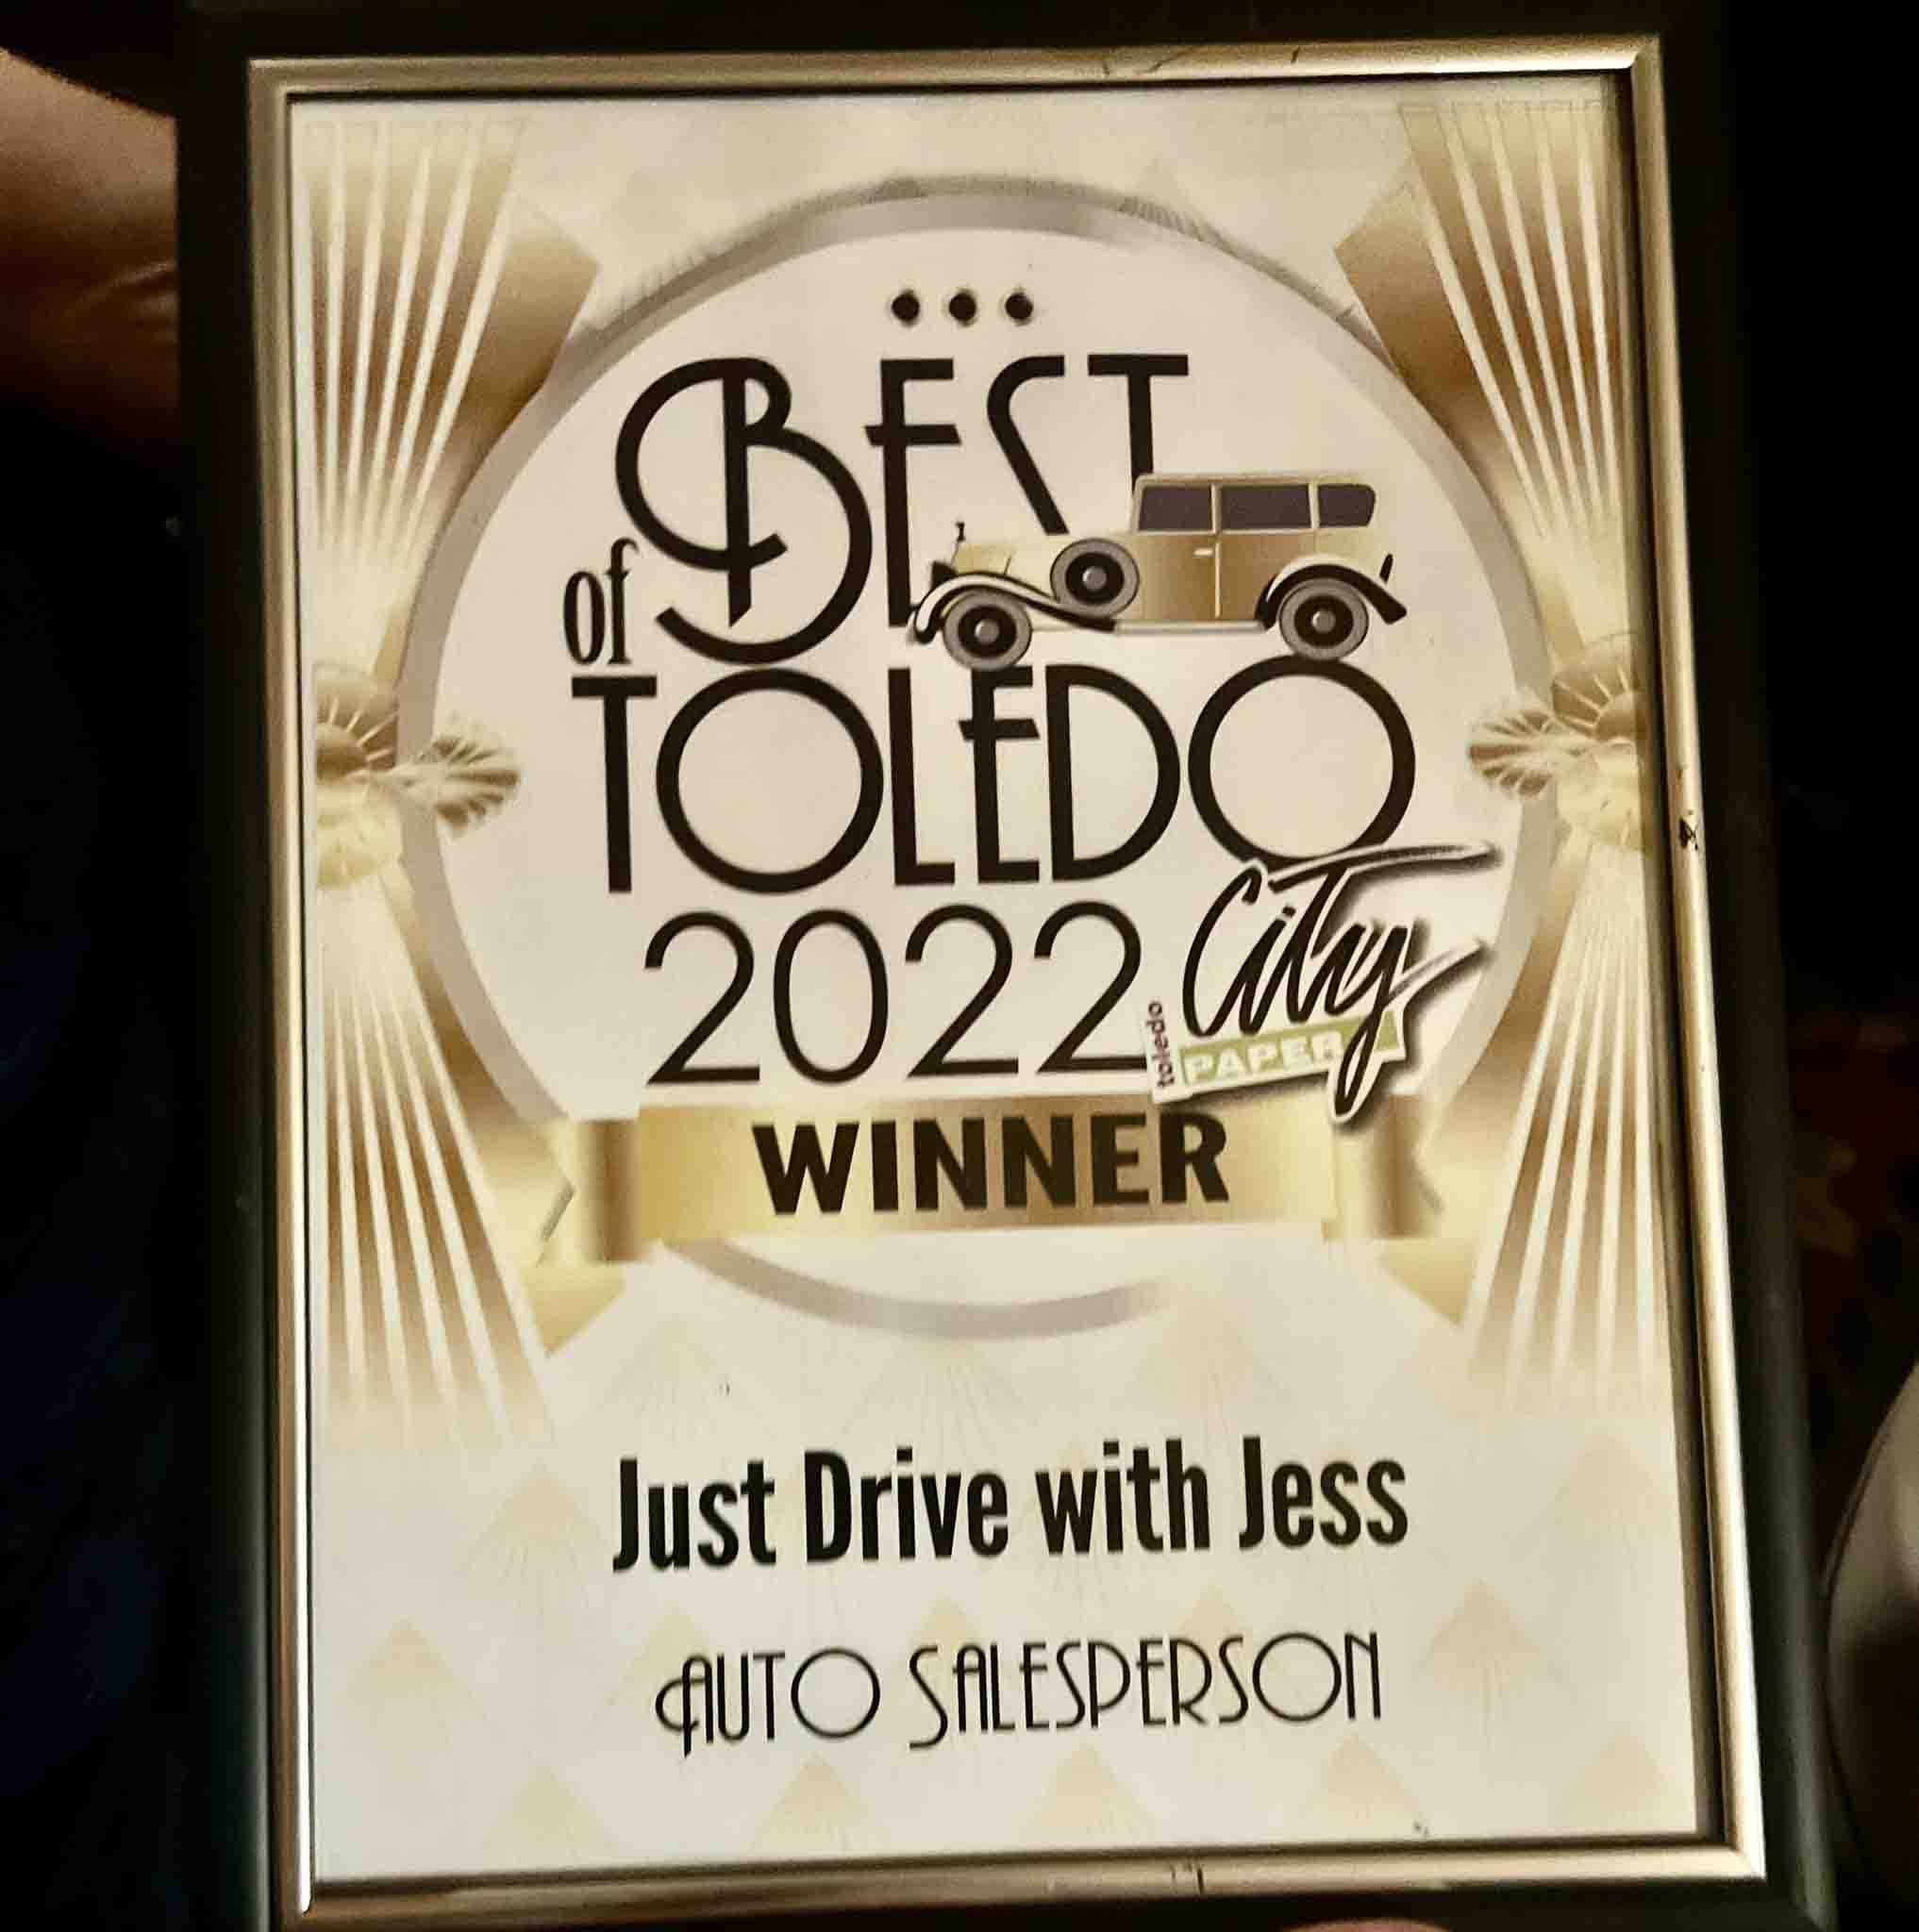 BEST
of
TOLEDO
2022
toledo
City
PAPER
WINNER
Just Drive with Jess
AUTO SALESPERSON